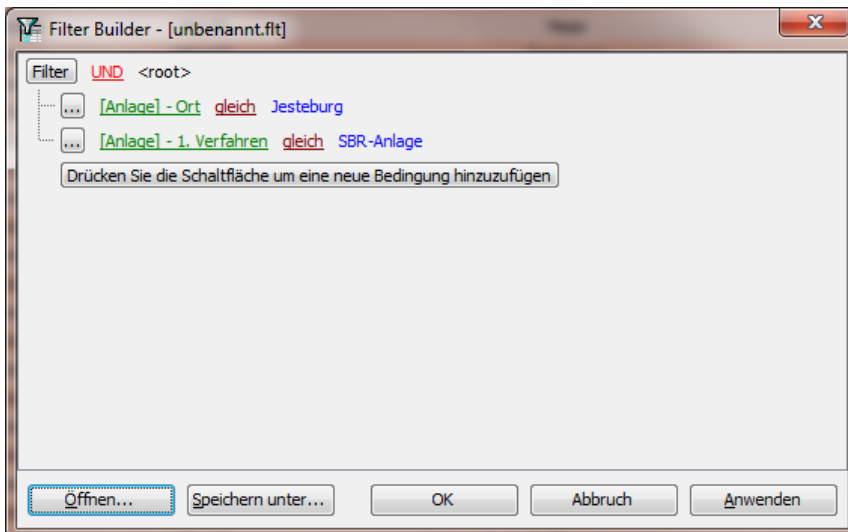 Filter Builder - [unbenannt.flt]
Filter UND <root>
... [Anlage] - Ort gleich Jesteburg
... [Anlage] - 1. Verfahren gleich SBR-Anlage
Drücken Sie die Schaltfläche um eine neue Bedingung hinzuzufügen
Öffnen... Speichern unter... OK Abbruch Anwenden